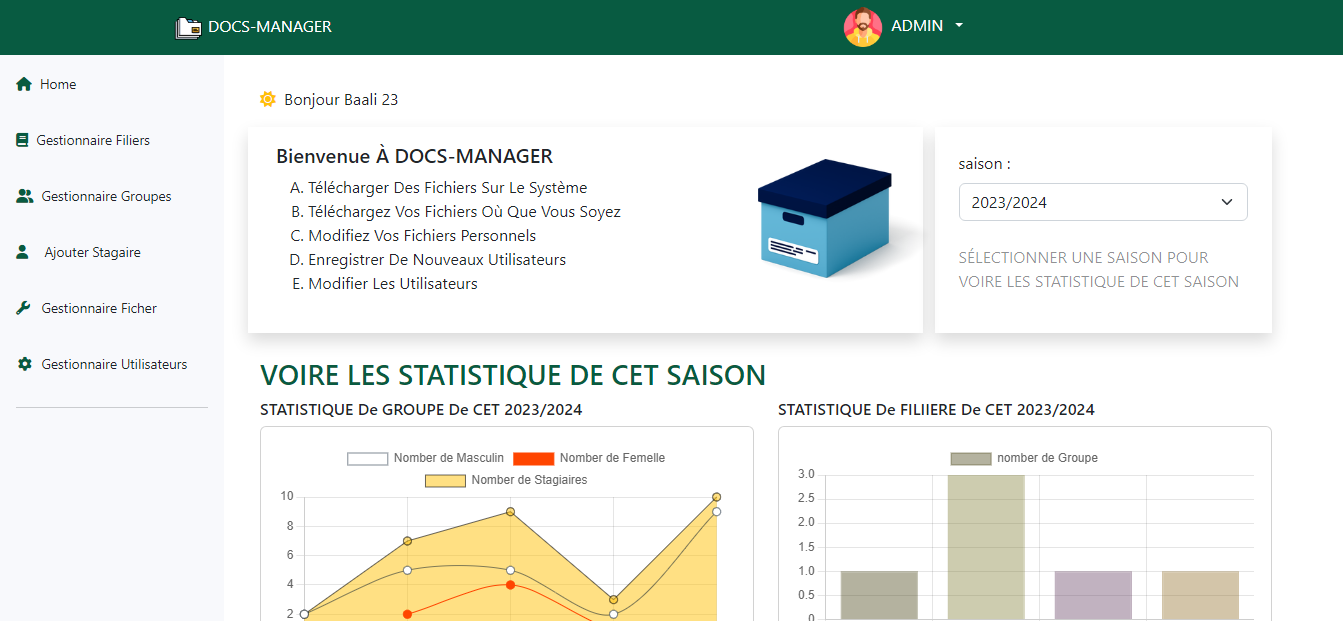 DOCS-MANAGER
ADMIN
Home
Gestionnaire Filiers
Gestionnaire Groupes
Ajouter Stagaire
Gestionnaire Ficher
Gestionnaire Utilisateurs
Bonjour Baali 23
Bienvenue À DOCS-MANAGER
A. Télécharger Des Fichiers Sur Le Système
B. Téléchargez Vos Fichiers Où Que Vous Soyez
C. Modifiez Vos Fichiers Personnels
D. Enregistrer De Nouveaux Utilisateurs
E. Modifier Les Utilisateurs
saison :
2023/2024
SÉLECTIONNER UNE SAISON POUR
VOIRE LES STATISTIQUE DE CET SAISON
VOIRE LES STATISTIQUE DE CET SAISON
STATISTIQUE De GROUPE De CET 2023/2024
Nomber de Masculin
Nomber de Femelle
Nomber de Stagiaires
10
8
6
4
2
STATISTIQUE De FILIIERE De CET 2023/2024
nomber de Groupe
3.0
2.5
2.0
1.5
1.0
0.5
0